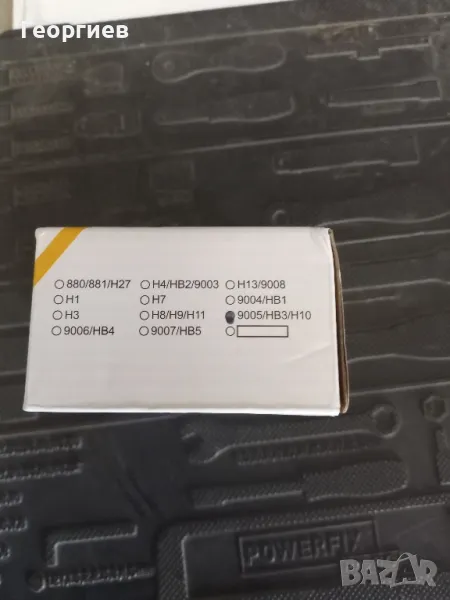 Георгиев
880/881/H27 H4/HB2/9003 H13/9008
H1 H7 9004/HB1
H3 H8/H9/H11 9005/HB3/H10
9006/HB4 9007/HB5
POWERFIX
BAZAR